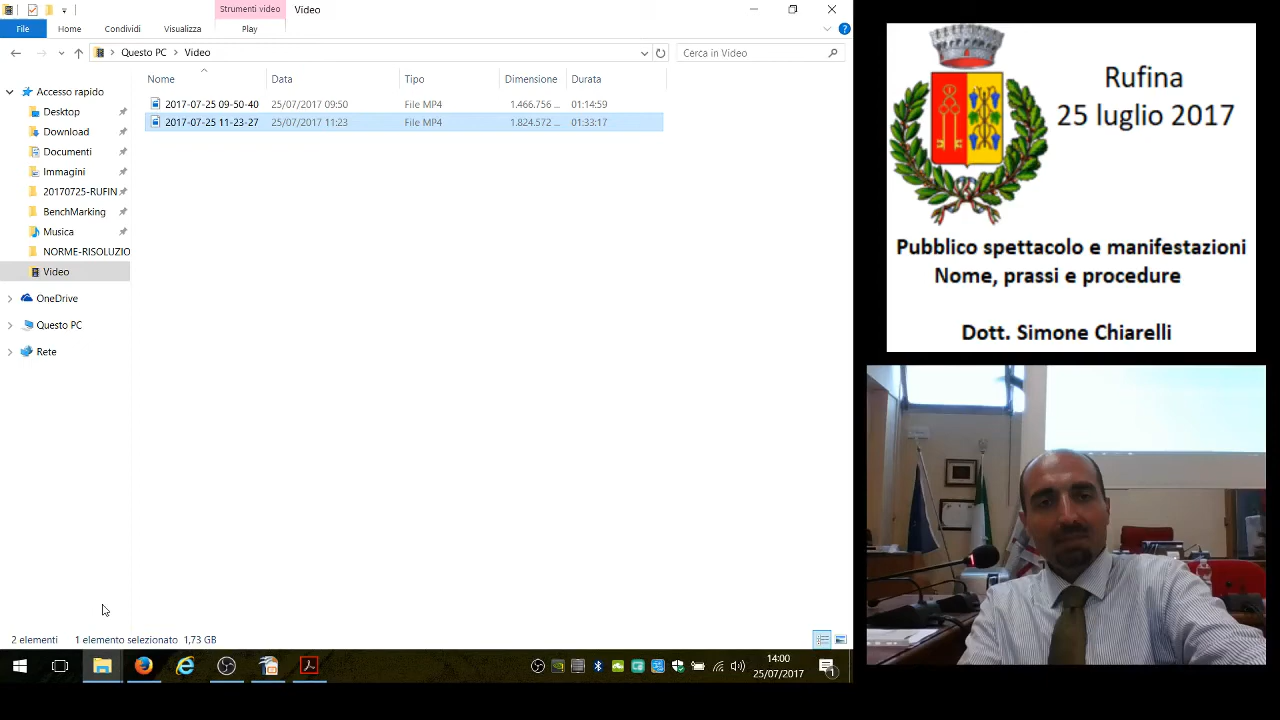 Strumenti video
Video
File
Home
Condividi
Visualizza
Play
Questo PC
Video
Cerca in Video
Nome
Data
Tipo
Dimensione
Durata
2017-07-25 09-50-40
25/07/2017 09:50
File MP4
1.466.756 ...
01:14:59
2017-07-25 11-23-27
25/07/2017 11:23
File MP4
1.824.572 ...
01:33:17
Accesso rapido
Desktop
Download
Documenti
Immagini
20170725-RUFIN
BenchMarking
Musica
NORME-RISOLUZIO
Video
OneDrive
Questo PC
Rete
2 elementi
1 elemento selezionato 1,73 GB
14:00
25/07/2017
1
Rufina
25 luglio 2017
Pubblico spettacolo e manifestazioni
Nome, prassi e procedure
Dott. Simone Chiarelli